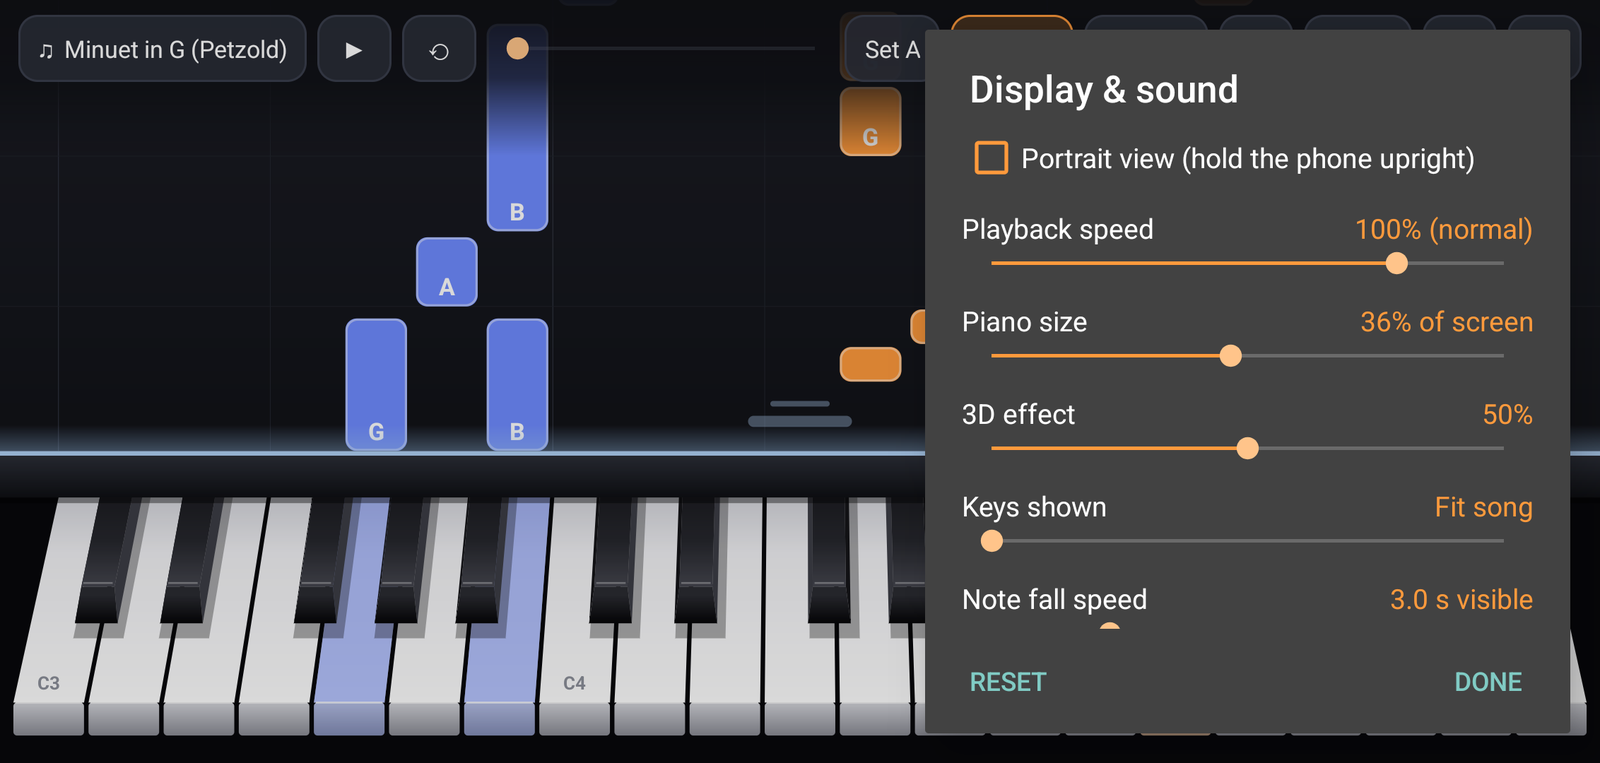 ♫ Minuet in G (Petzold)
Set A
Display & sound
Portrait view (hold the phone upright)
Playback speed 100% (normal)
Piano size 36% of screen
3D effect 50%
Keys shown Fit song
Note fall speed 3.0 s visible
RESET DONE
G
B
A
G B
C3 C4